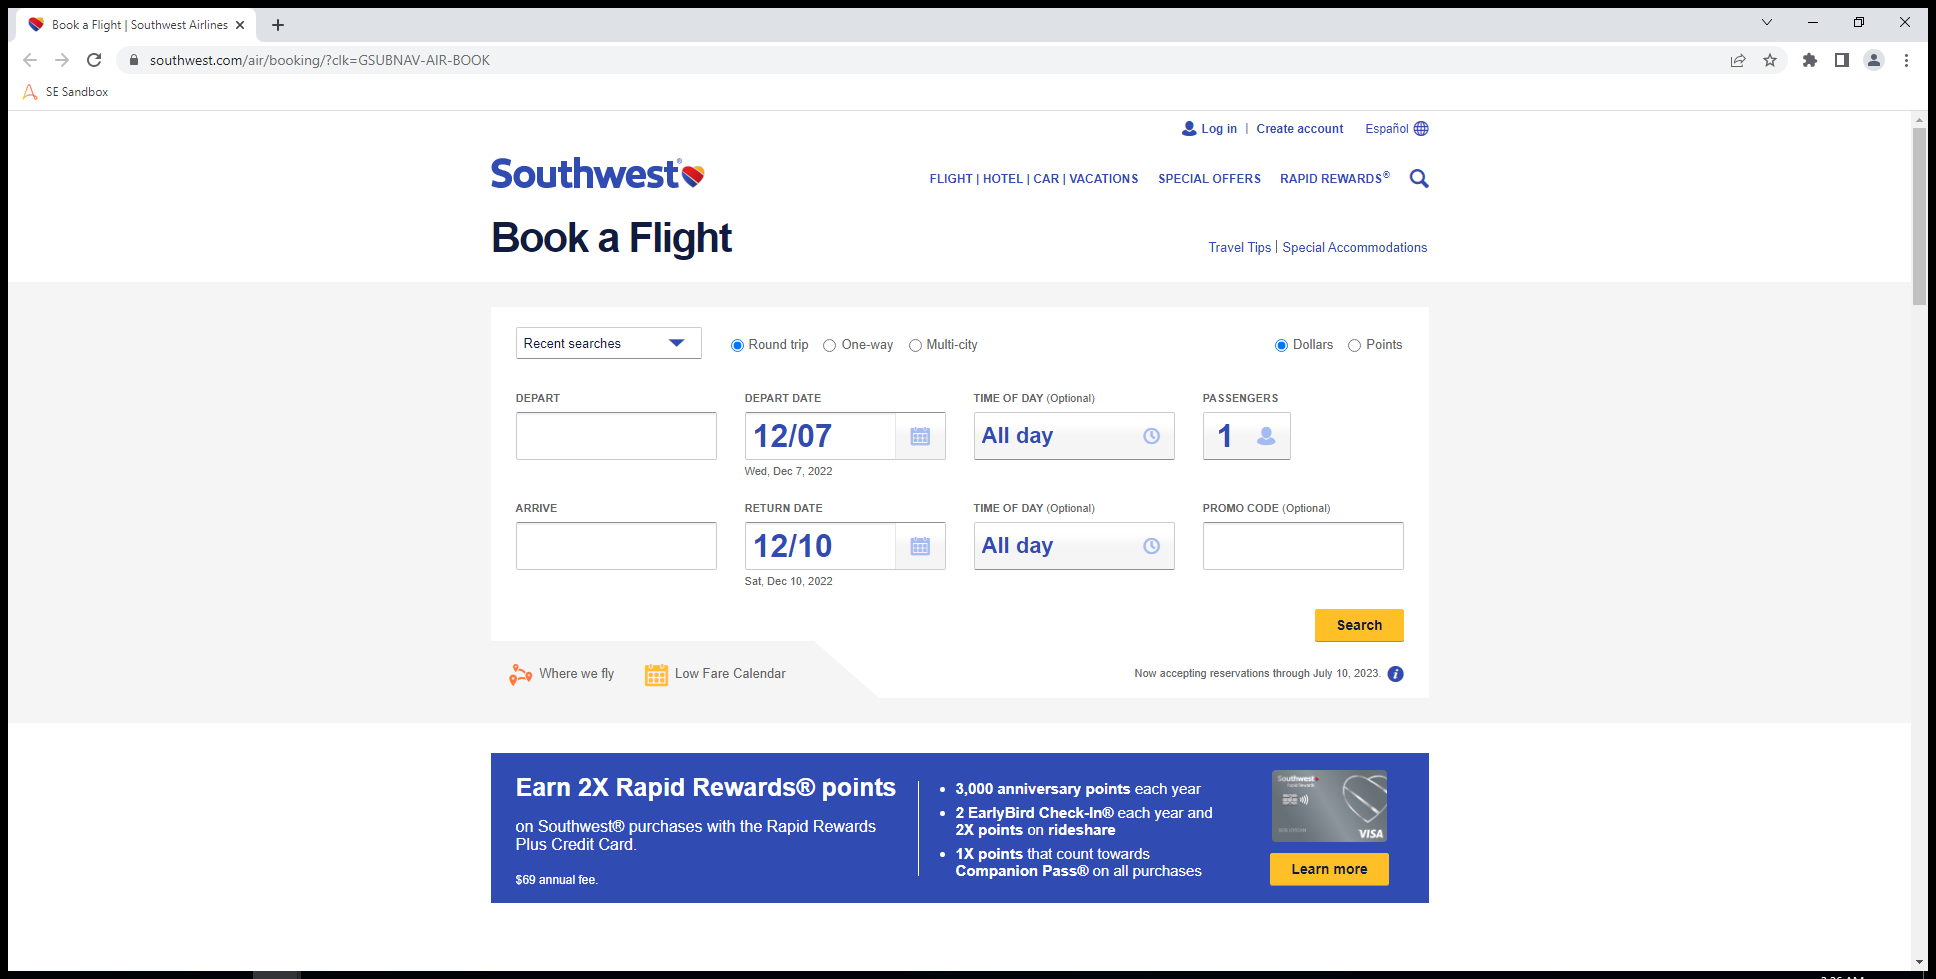 Book a Flight | Southwest Airlines
southwest.com/air/booking/?clk=GSUBNAV-AIR-BOOK
SE Sandbox
Log in | Create account Español
Southwest®
FLIGHT | HOTEL | CAR | VACATIONS SPECIAL OFFERS RAPID REWARDS®
Book a Flight
Travel Tips | Special Accommodations
Recent searches Round trip One-way Multi-city Dollars Points
DEPART DEPART DATE TIME OF DAY (Optional) PASSENGERS
12/07 All day 1
Wed, Dec 7, 2022
ARRIVE RETURN DATE TIME OF DAY (Optional) PROMO CODE (Optional)
12/10 All day
Sat, Dec 10, 2022
Search
Where we fly Low Fare Calendar Now accepting reservations through July 10, 2023.
Earn 2X Rapid Rewards® points
on Southwest® purchases with the Rapid Rewards
Plus Credit Card.
$69 annual fee.
• 3,000 anniversary points each year
• 2 EarlyBird Check-In® each year and
2X points on rideshare
• 1X points that count towards
Companion Pass® on all purchases
Southwest
Rapid Rewards
VISA
Learn more